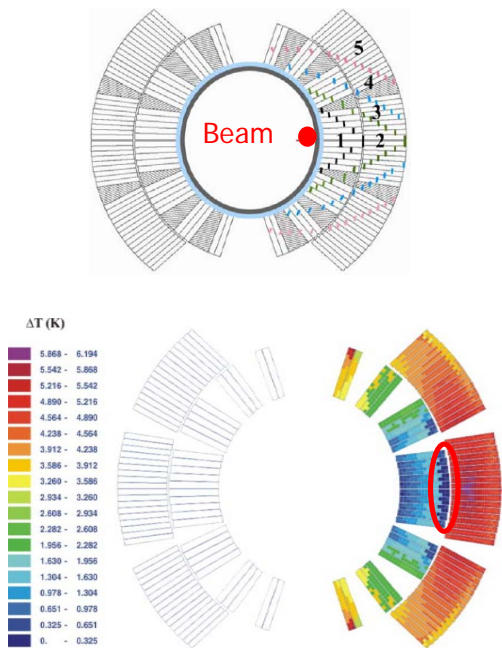 5
4
3
Beam
1 2
ΔT (K)
5.868 - 6.194
5.542 - 5.868
5.216 - 5.542
4.890 - 5.216
4.564 - 4.890
4.238 - 4.564
3.912 - 4.238
3.586 - 3.912
3.260 - 3.586
2.934 - 3.260
2.608 - 2.934
2.282 - 2.608
1.956 - 2.282
1.630 - 1.956
1.304 - 1.630
0.978 - 1.304
0.651 - 0.978
0.325 - 0.651
0. - 0.325